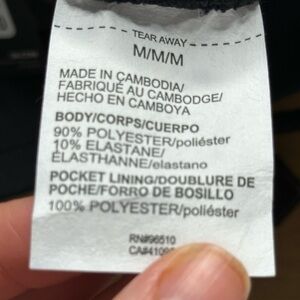 TEAR AWAY
M/M/M
MADE IN CAMBODIA/
FABRIQUÉ AU CAMBODGE/
HECHO EN CAMBOYA
BODY/CORPS/CUERPO
90% POLYESTER/poliéster
10% ELASTANE/
ÉLASTHANNE/elastano
POCKET LINING/DOUBLURE DE
POCHE/FORRO DE BOSILLO
100% POLYESTER/poliéster
RN#96510